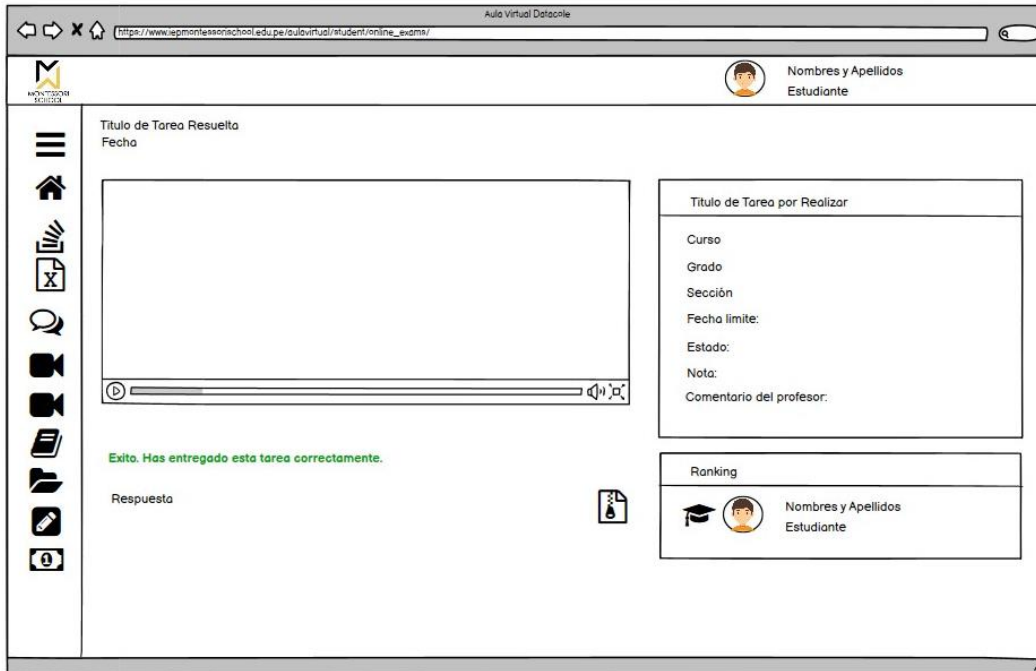 Aula Virtual Datacole
https://www.iepmontessorischool.edu.pe/aulavirtual/student/online_exams/
MONTESSORI
SCHOOL
Nombres y Apellidos
Estudiante
Titulo de Tarea Resuelta
Fecha
Titulo de Tarea por Realizar
Curso
Grado
Sección
Fecha limite:
Estado:
Nota:
Comentario del profesor:
Exito. Has entregado esta tarea correctamente.
Respuesta
Ranking
Nombres y Apellidos
Estudiante
X
1